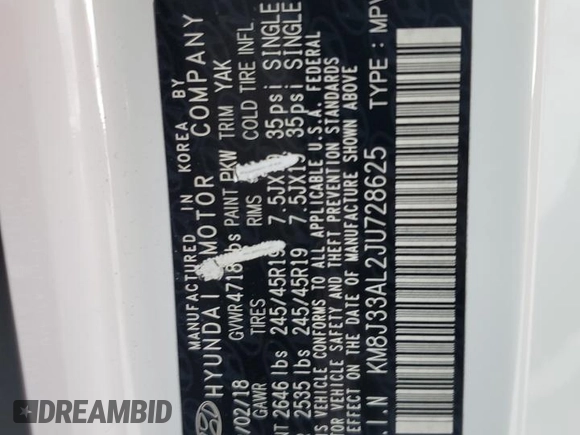 MANUFACTURED IN KOREA BY
HYUNDAI MOTOR COMPANY
/02/18 GVWR 4718 lbs PAINT PKW TRIM YAK
GAWR TIRES RIMS COLD TIRE INFL.
NT 2646 lbs 245/45R19 7.5JX19 35psi SINGLE
2535 lbs 245/45R19 7.5JX19 35psi SINGLE
VEHICLE CONFORMS TO ALL APPLICABLE U.S.A. FEDERAL
VEHICLE SAFETY AND THEFT PREVENTION STANDARDS
EFFECT ON THE DATE OF MANUFACTURE SHOWN ABOVE
I.N KM8J33AL2JU728625 TYPE : MPV
DREAMBID